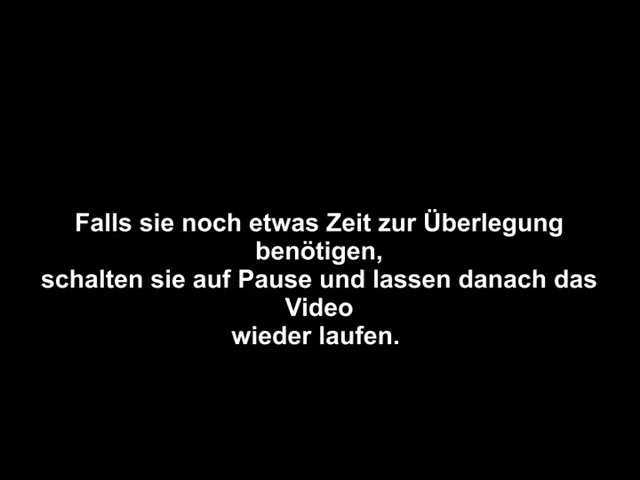 Falls sie noch etwas Zeit zur Überlegung
benötigen,
schalten sie auf Pause und lassen danach das
Video
wieder laufen.